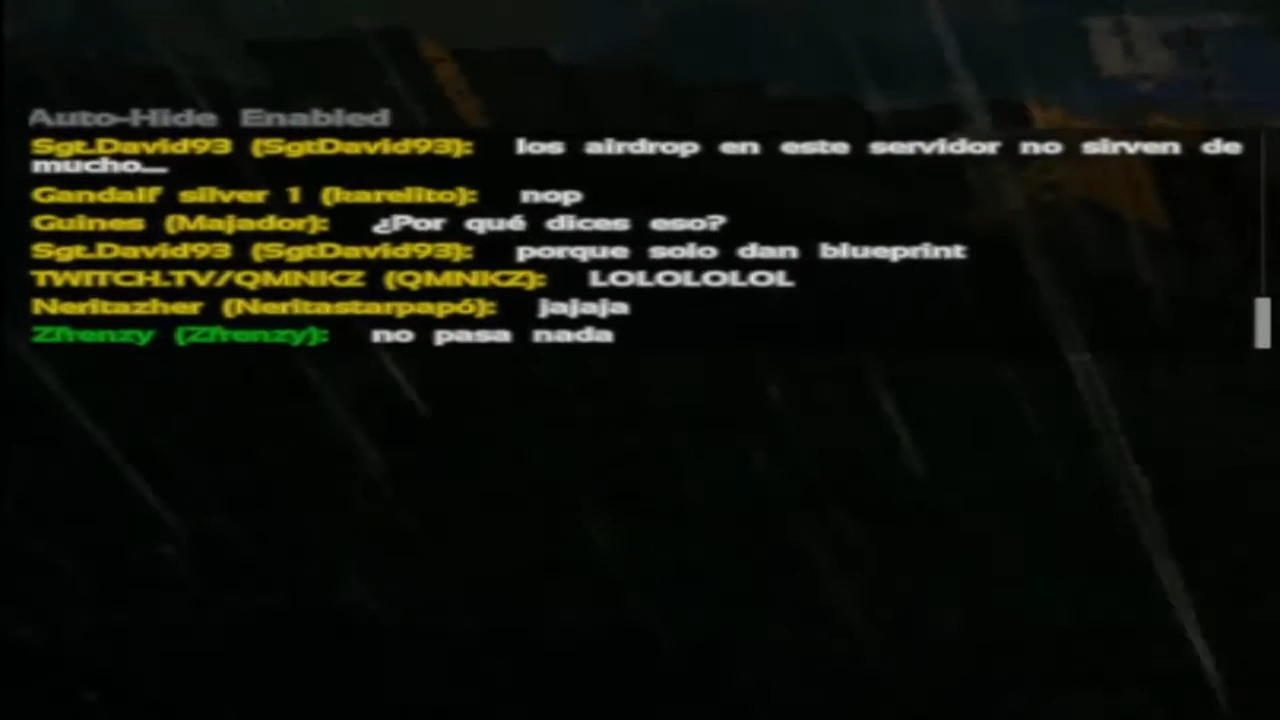 Auto-Hide Enabled
Sgt.David93 (SgtDavid93): los airdrop en este servidor no sirven de
mucho...
Gandalf silver 1 (karelito): nop
Guines (Majador): ¿Por qué dices eso?
Sgt.David93 (SgtDavid93): porque solo dan blueprint
TWITCH.TV/QMNKZ (QMNKZ): LOLOLOLOL
Neritazher (Neritastarpapó): jajaja
Zfrenzy (Zfrenzy): no pasa nada